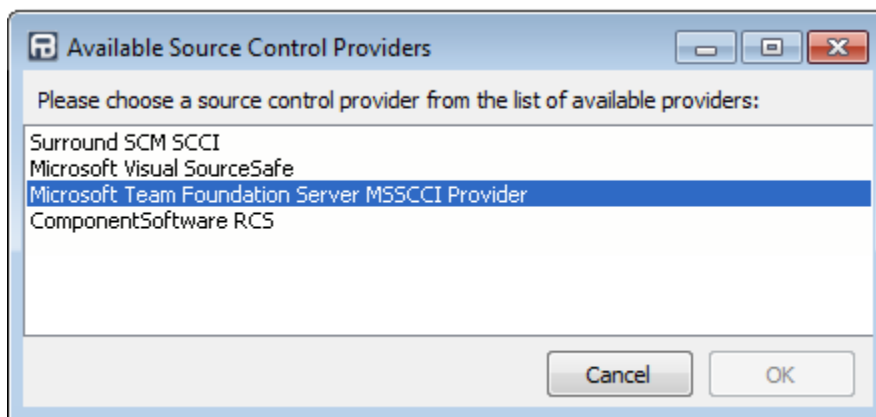 Available Source Control Providers
Please choose a source control provider from the list of available providers:
Surround SCM SCCI
Microsoft Visual SourceSafe
Microsoft Team Foundation Server MSSCCI Provider
ComponentSoftware RCS
Cancel OK